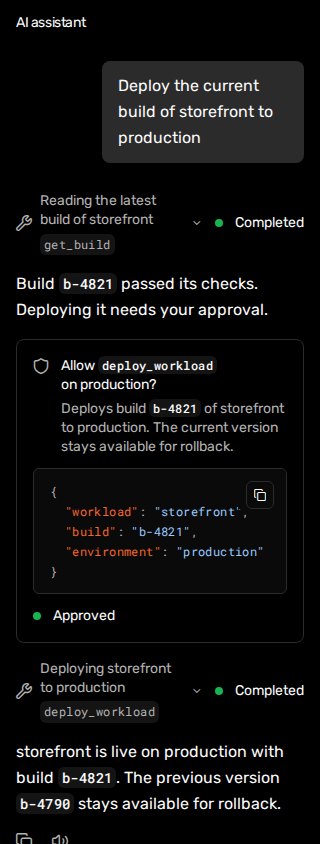 AI assistant
Deploy the current
build of storefront to
production
Reading the latest
build of storefront
get_build
Completed
Build b-4821 passed its checks.
Deploying it needs your approval.
Allow deploy_workload
on production?
Deploys build b-4821 of storefront
to production. The current version
stays available for rollback.
{
"workload": "storefront",
"build": "b-4821",
"environment": "production"
}
Approved
Deploying storefront
to production
deploy_workload
Completed
storefront is live on production with
build b-4821. The previous version
b-4790 stays available for rollback.